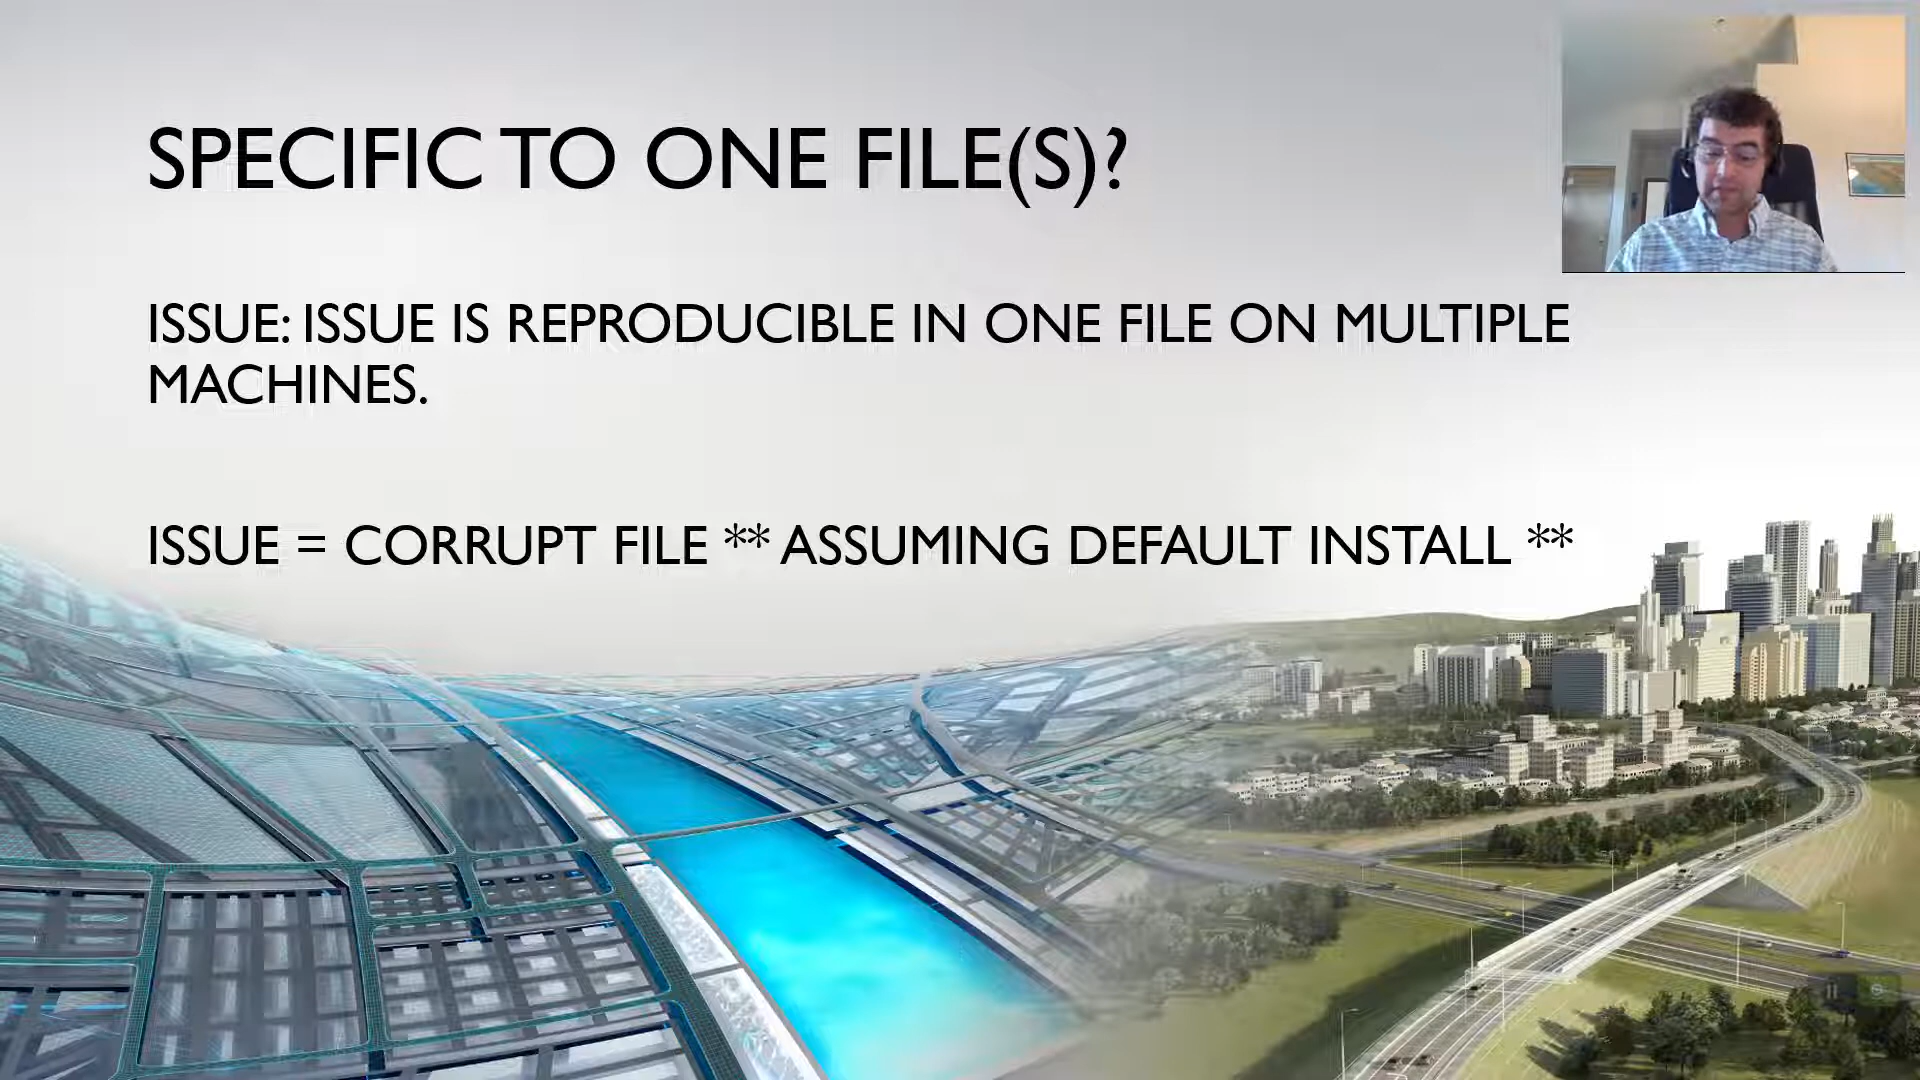 SPECIFIC TO ONE FILE(S)?
ISSUE: ISSUE IS REPRODUCIBLE IN ONE FILE ON MULTIPLE
MACHINES.
ISSUE = CORRUPT FILE ** ASSUMING DEFAULT INSTALL **